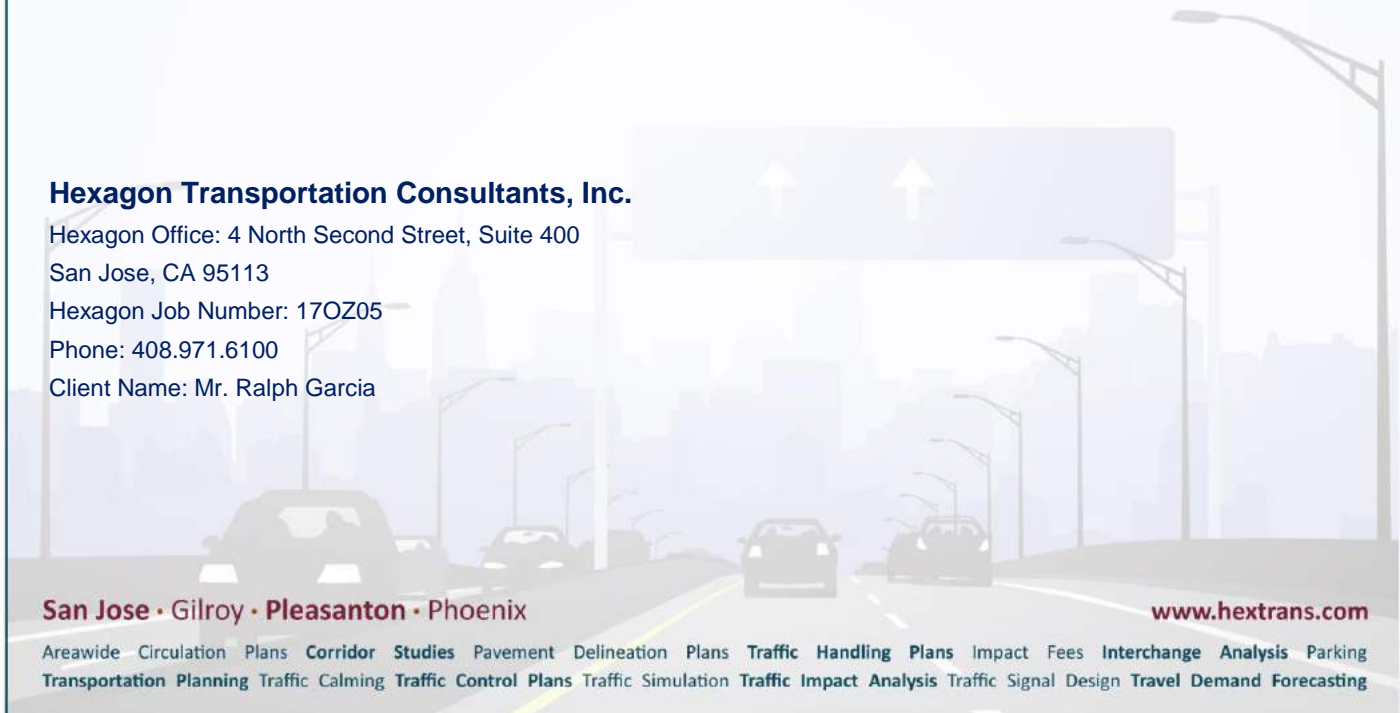 Hexagon Transportation Consultants, Inc.
Hexagon Office: 4 North Second Street, Suite 400
San Jose, CA 95113
Hexagon Job Number: 17OZ05
Phone: 408.971.6100
Client Name: Mr. Ralph Garcia
San Jose · Gilroy · Pleasanton · Phoenix
www.hextrans.com
Areawide Circulation Plans Corridor Studies Pavement Delineation Plans Traffic Handling Plans Impact Fees Interchange Analysis Parking
Transportation Planning Traffic Calming Traffic Control Plans Traffic Simulation Traffic Impact Analysis Traffic Signal Design Travel Demand Forecasting